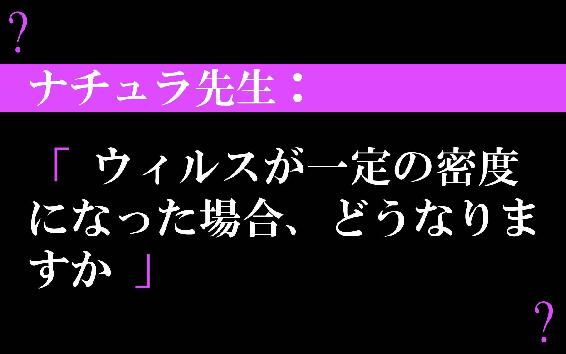 ?
ナチュラ先生：
「 ウィルスが一定の密度
になった場合、どうなりま
すか 」
?